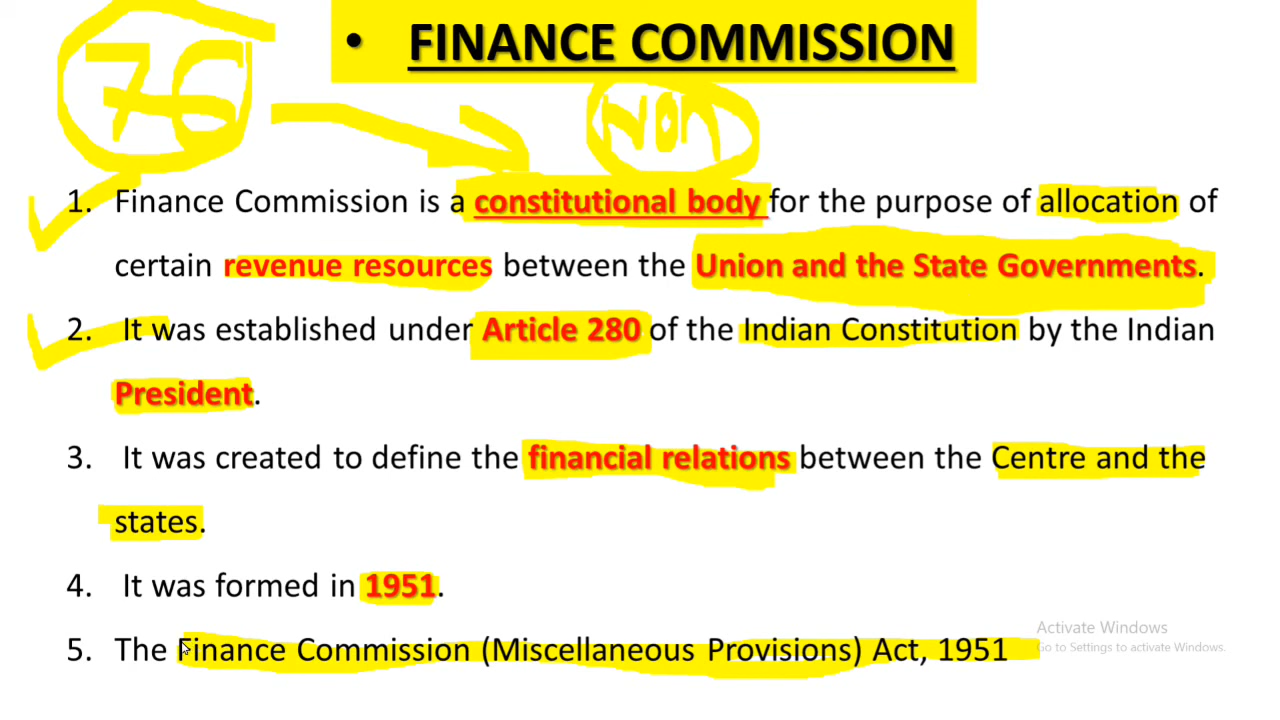 • FINANCE COMMISSION
76
NON
1. Finance Commission is a constitutional body for the purpose of allocation of
certain revenue resources between the Union and the State Governments.
2. It was established under Article 280 of the Indian Constitution by the Indian
President.
3. It was created to define the financial relations between the Centre and the
states.
4. It was formed in 1951.
5. The Finance Commission (Miscellaneous Provisions) Act, 1951
Activate Windows
Go to Settings to activate Windows.